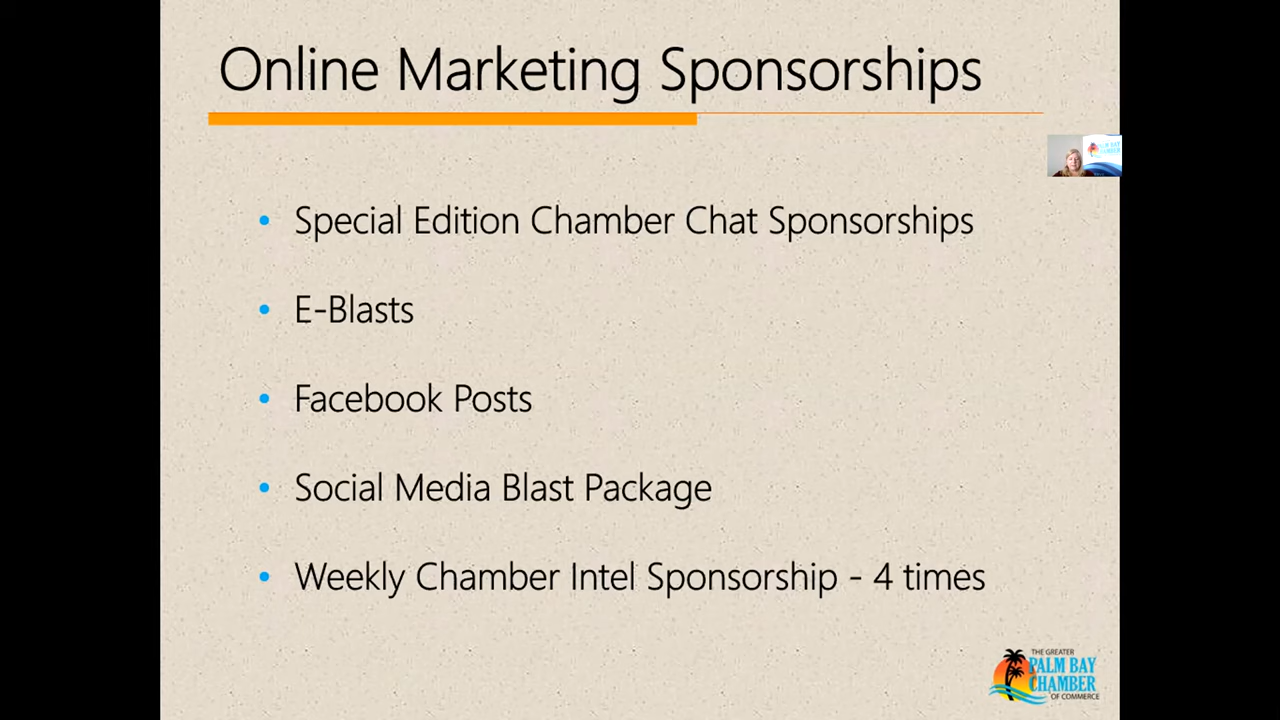 Online Marketing Sponsorships
• Special Edition Chamber Chat Sponsorships
• E-Blasts
• Facebook Posts
• Social Media Blast Package
• Weekly Chamber Intel Sponsorship - 4 times
THE GREATER
PALM BAY
CHAMBER
OF COMMERCE